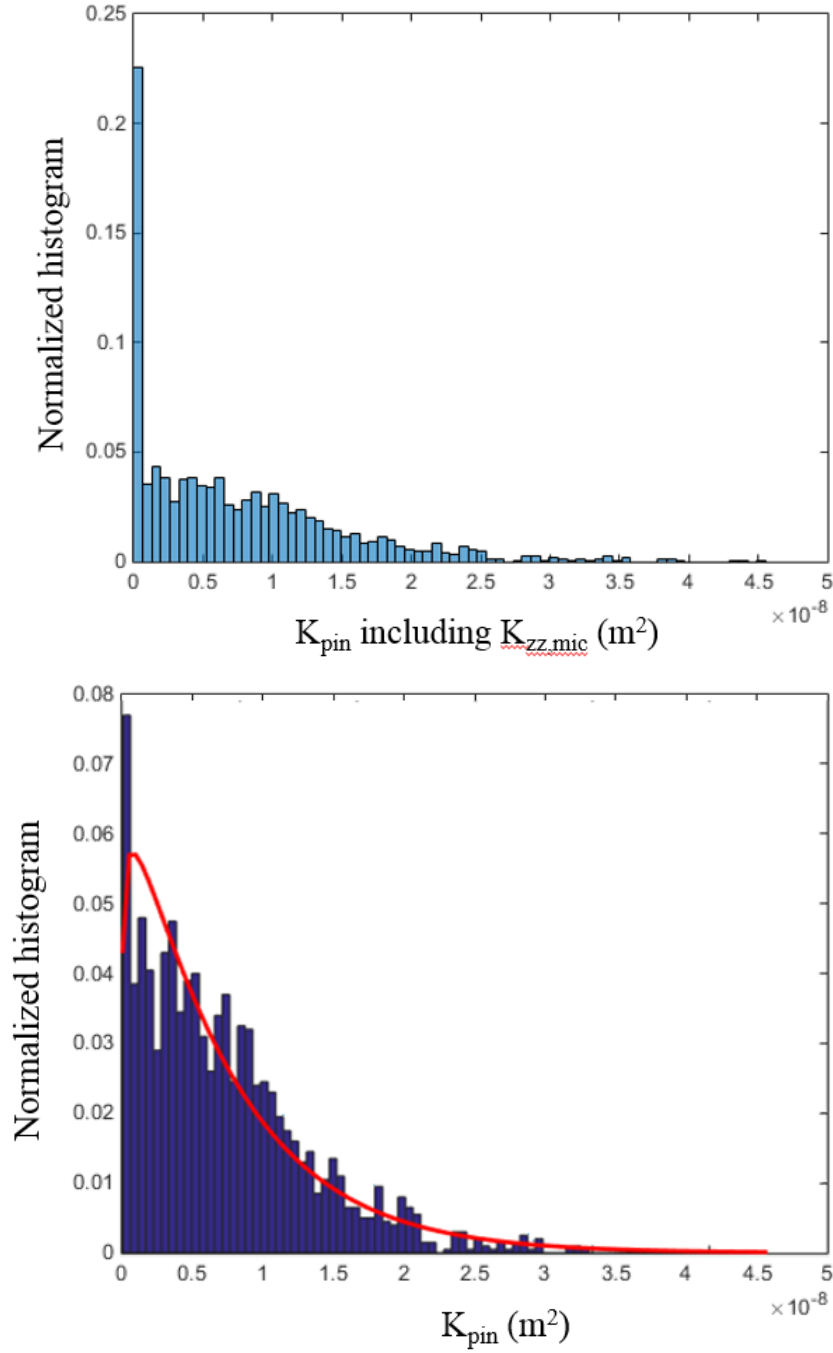 0.25
0.2
0.15
0.1
0.05
0
Normalized histogram
0 0.5 1 1.5 2 2.5 3 3.5 4 4.5 5
×10⁻⁸
Kpin including Kzz,mic (m²)
0.08
0.07
0.06
0.05
0.04
0.03
0.02
0.01
0
Normalized histogram
0 0.5 1 1.5 2 2.5 3 3.5 4 4.5 5
×10⁻⁸
Kpin (m²)